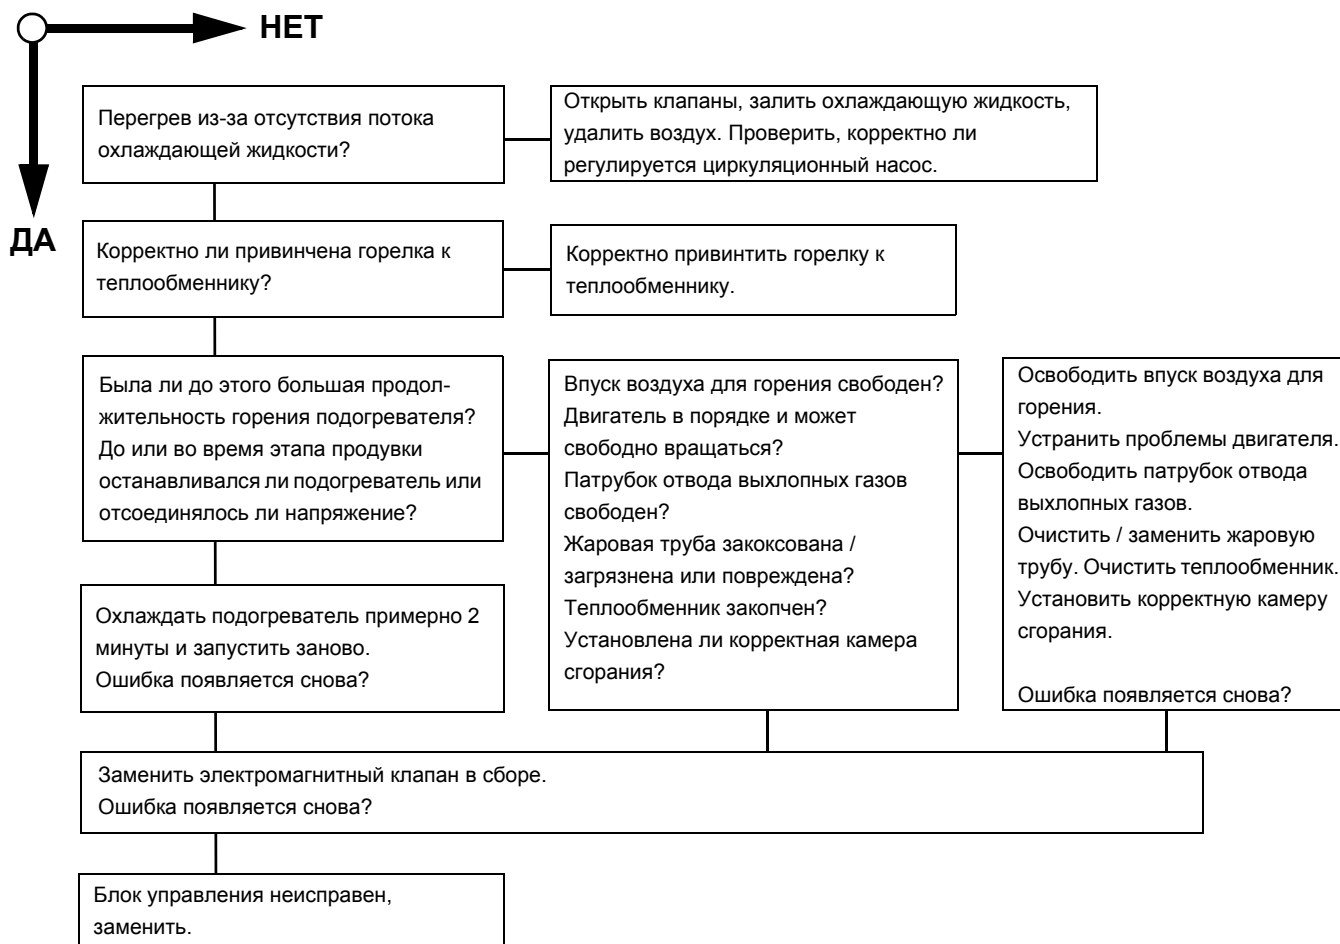 НЕТ
ДА
Перегрев из-за отсутствия потока
охлаждающей жидкости?
Открыть клапаны, залить охлаждающую жидкость,
удалить воздух. Проверить, корректно ли
регулируется циркуляционный насос.
Корректно ли привинчена горелка к
теплообменнику?
Корректно привинтить горелку к
теплообменнику.
Была ли до этого большая продол-
жительность горения подогревателя?
До или во время этапа продувки
останавливался ли подогреватель или
отсоединялось ли напряжение?
Впуск воздуха для горения свободен?
Двигатель в порядке и может
свободно вращаться?
Патрубок отвода выхлопных газов
свободен?
Жаровая труба закоксована /
загрязнена или повреждена?
Теплообменник закопчен?
Установлена ли корректная камера
сгорания?
Освободить впуск воздуха для
горения.
Устранить проблемы двигателя.
Освободить патрубок отвода
выхлопных газов.
Очистить / заменить жаровую
трубу. Очистить теплообменник.
Установить корректную камеру
сгорания.
Ошибка появляется снова?
Охлаждать подогреватель примерно 2
минуты и запустить заново.
Ошибка появляется снова?
Заменить электромагнитный клапан в сборе.
Ошибка появляется снова?
Блок управления неисправен,
заменить.